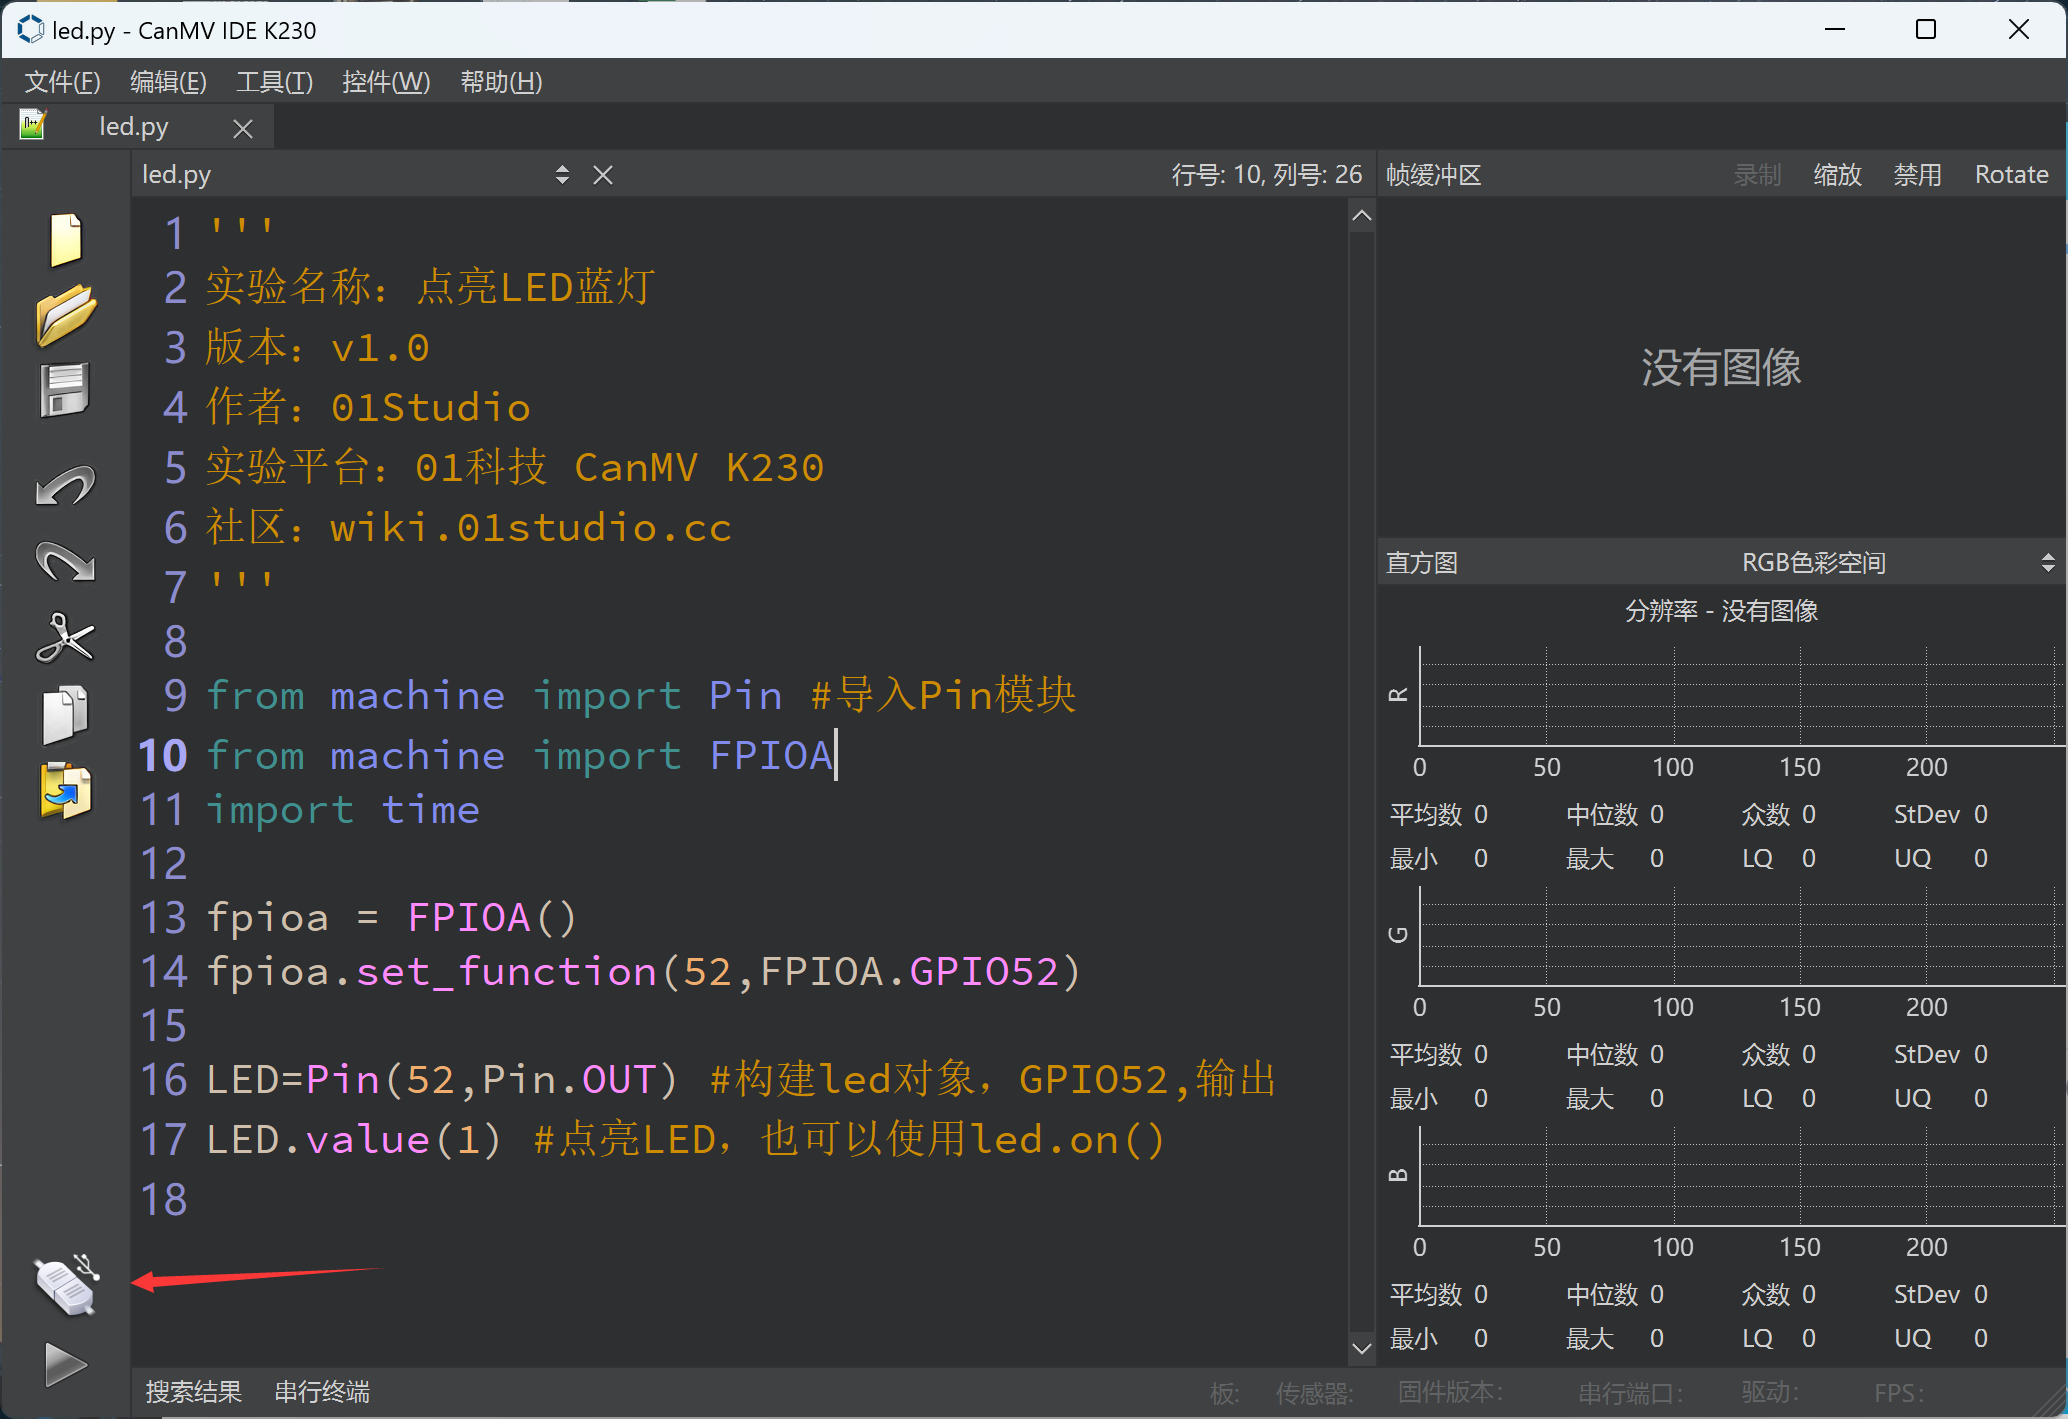 led.py - CanMV IDE K230
文件(F) 编辑(E) 工具(T) 控件(W) 帮助(H)
led.py
led.py 行号: 10, 列号: 26
1 '''
2 实验名称：点亮LED蓝灯
3 版本：v1.0
4 作者：01Studio
5 实验平台：01科技 CanMV K230
6 社区：wiki.01studio.cc
7 '''
8
9 from machine import Pin #导入Pin模块
10 from machine import FPIOA
11 import time
12
13 fpioa = FPIOA()
14 fpioa.set_function(52,FPIOA.GPIO52)
15
16 LED=Pin(52,Pin.OUT) #构建led对象，GPIO52,输出
17 LED.value(1) #点亮LED，也可以使用led.on()
18
帧缓冲区 录制 缩放 禁用 Rotate
没有图像
直方图 RGB色彩空间
分辨率 - 没有图像
R
0 50 100 150 200
平均数 0 中位数 0 众数 0 StDev 0
最小 0 最大 0 LQ 0 UQ 0
G
0 50 100 150 200
平均数 0 中位数 0 众数 0 StDev 0
最小 0 最大 0 LQ 0 UQ 0
B
0 50 100 150 200
平均数 0 中位数 0 众数 0 StDev 0
最小 0 最大 0 LQ 0 UQ 0
搜索结果 串行终端 板: 传感器: 固件版本: 串行端口: 驱动: FPS: